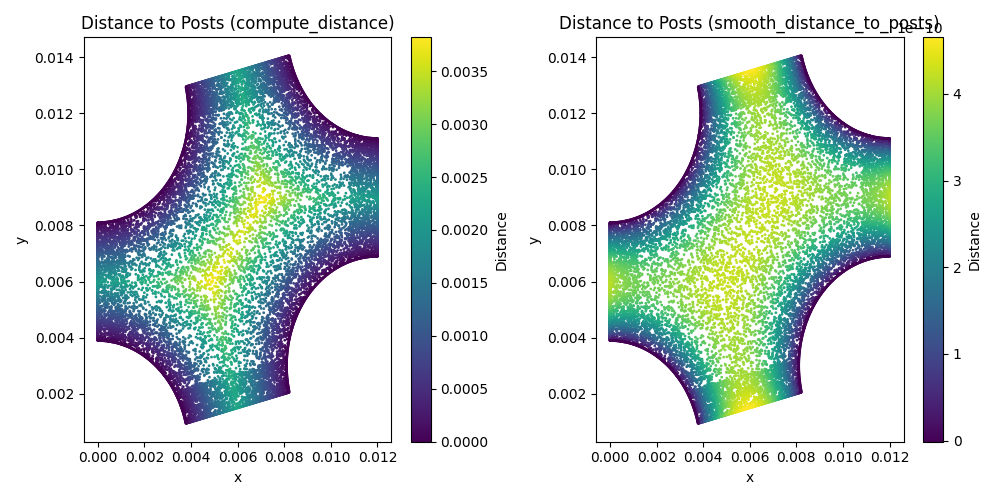 Distance to Posts (compute_distance)
0.014
0.012
0.010
0.008
0.006
0.004
0.002
y
0.000 0.002 0.004 0.006 0.008 0.010 0.012
x
0.0035
0.0030
0.0025
0.0020
0.0015
0.0010
0.0005
0.0000
Distance
Distance to Posts (smooth_distance_to_posts)
1e−10
0.014
0.012
0.010
0.008
0.006
0.004
0.002
y
0.000 0.002 0.004 0.006 0.008 0.010 0.012
x
4
3
2
1
0
Distance